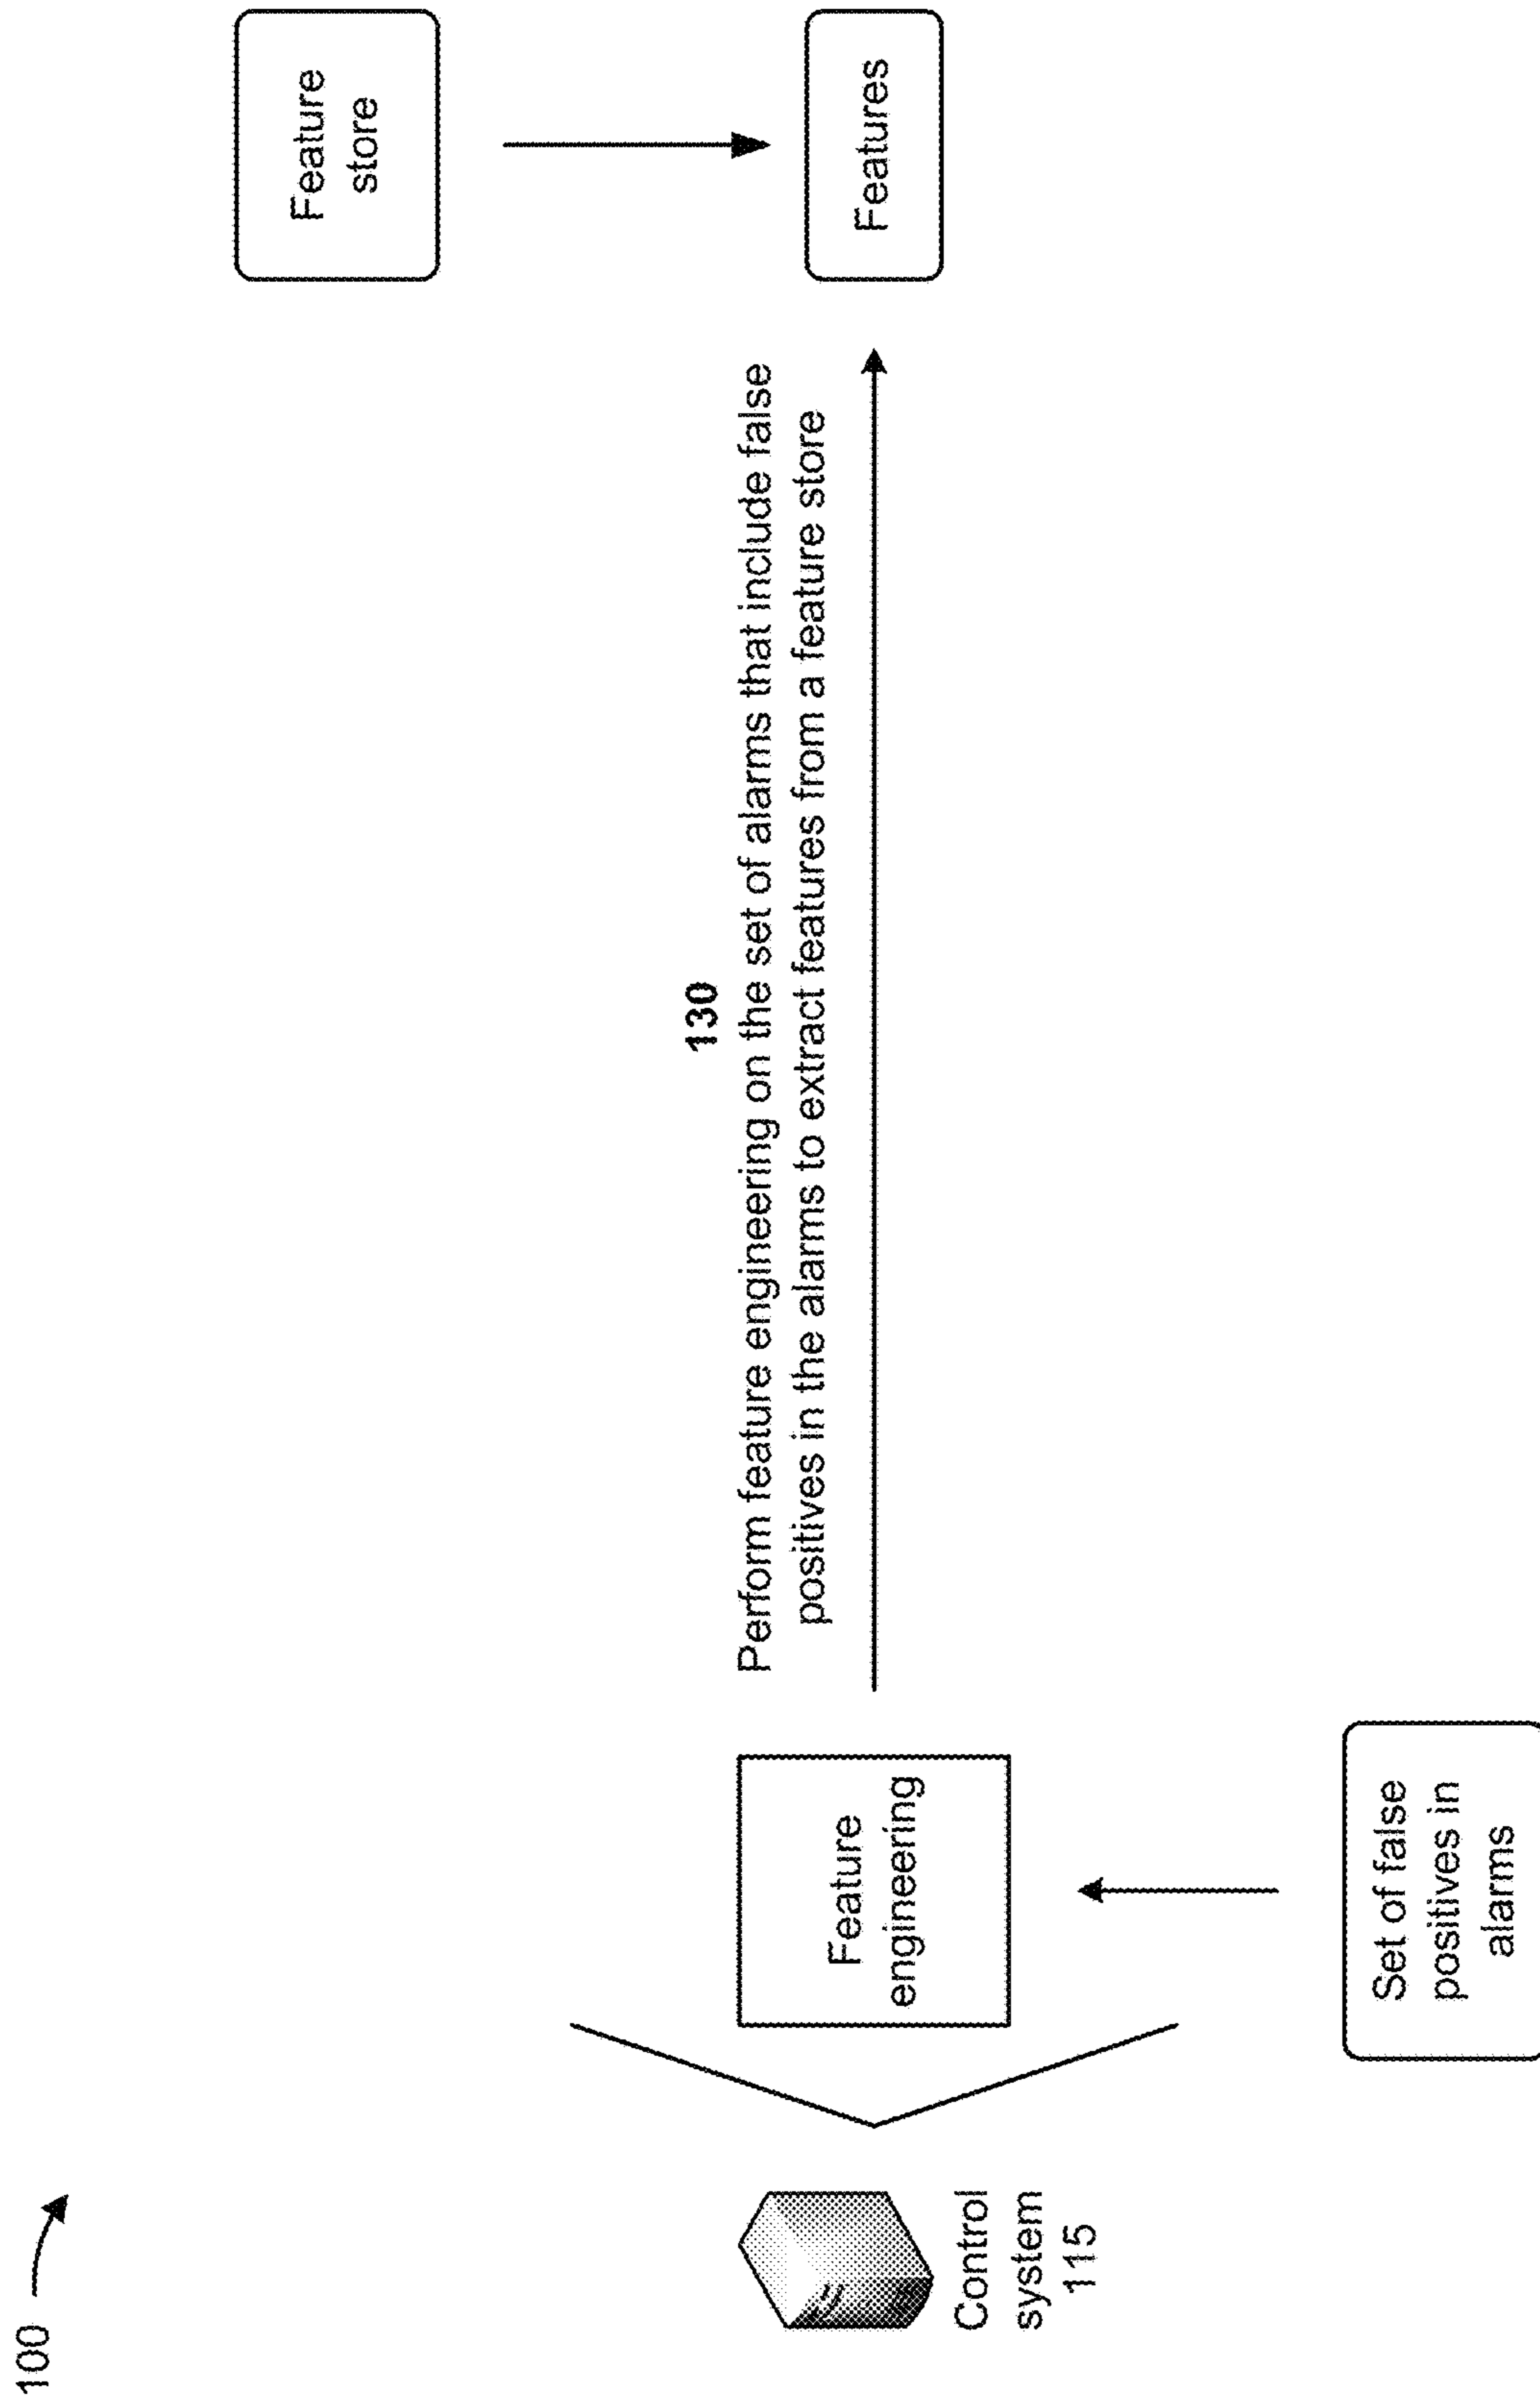 100
Feature
store
130
Perform feature engineering on the set of alarms that include false
positives in the alarms to extract features from a feature store
Control
system
115
Feature
engineering
Features
Set of false
positives in
alarms